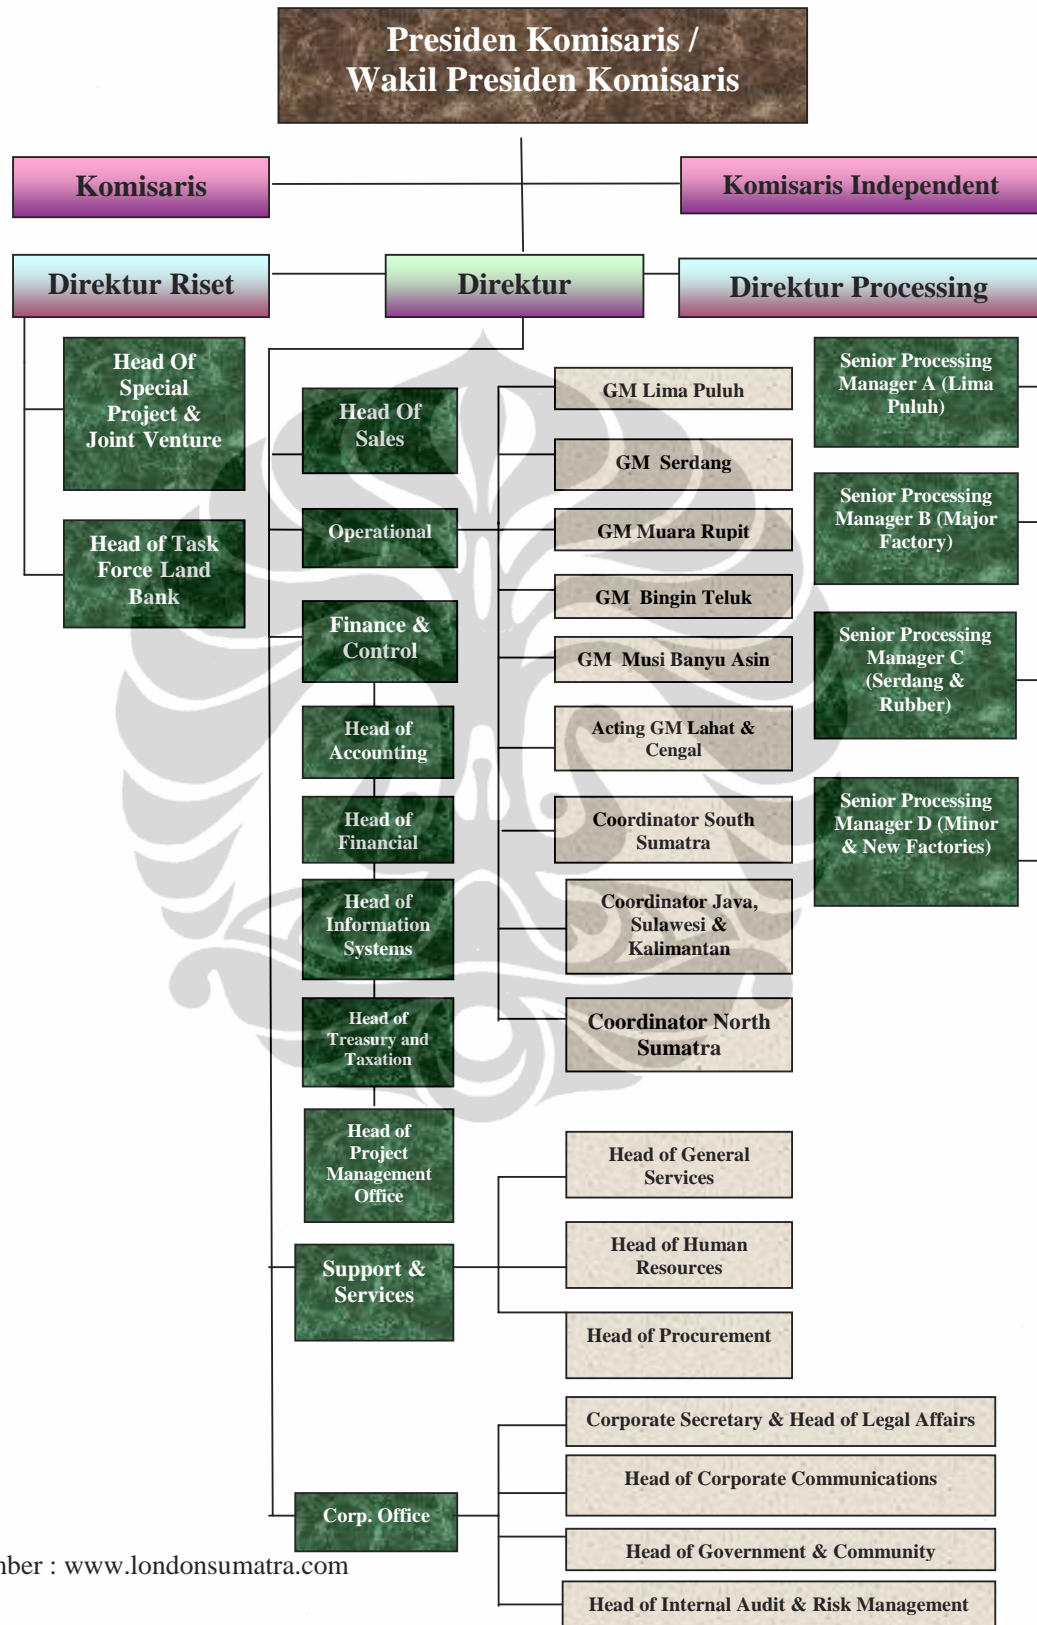 Presiden Komisaris /
Wakil Presiden Komisaris
Komisaris
Komisaris Independent
Direktur Riset
Direktur
Direktur Processing
Head Of
Special
Project &
Joint Venture
Head of Task
Force Land
Bank
Head Of
Sales
Operational
Finance &
Control
Head of
Accounting
Head of
Financial
Head of
Information
Systems
Head of
Treasury and
Taxation
Head of
Project
Management
Office
Support &
Services
Corp. Office
GM Lima Puluh
GM Serdang
GM Muara Rupit
GM Bingin Teluk
GM Musi Banyu Asin
Acting GM Lahat &
Cengal
Coordinator South
Sumatra
Coordinator Java,
Sulawesi &
Kalimantan
Coordinator North
Sumatra
Head of General
Services
Head of Human
Resources
Head of Procurement
Corporate Secretary & Head of Legal Affairs
Head of Corporate Communications
Head of Government & Community
Head of Internal Audit & Risk Management
Senior Processing
Manager A (Lima
Puluh)
Senior Processing
Manager B (Major
Factory)
Senior Processing
Manager C
(Serdang &
Rubber)
Senior Processing
Manager D (Minor
& New Factories)
: www.londonsumatra.com